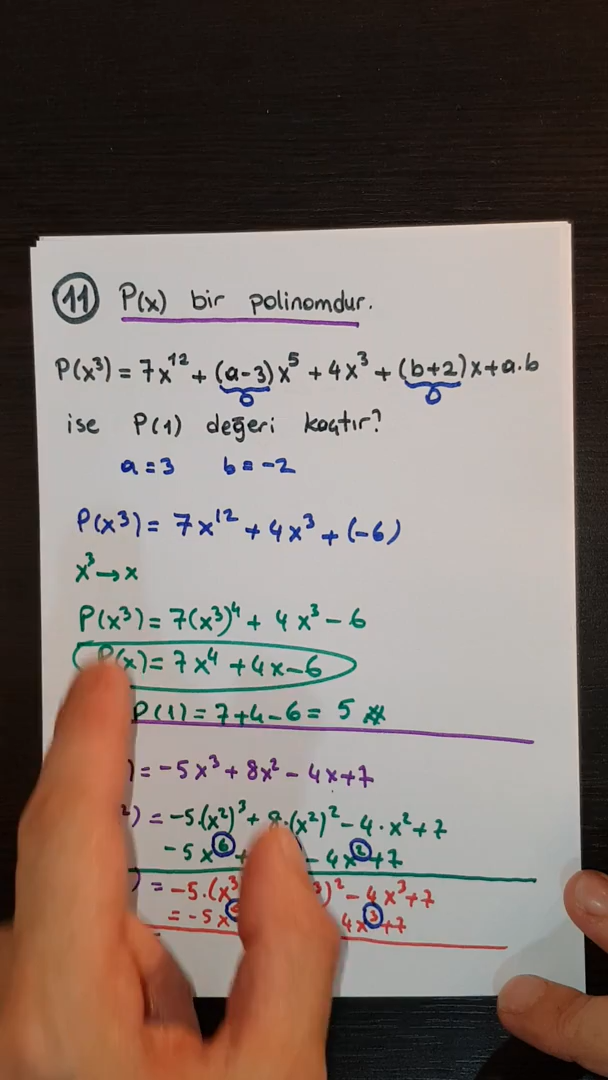 11 P(x) bir polinomdur.
P(x³) = 7x¹² + (a-3)x⁵ + 4x³ + (b+2)x + a.b
0 0
ise P(1) değeri kaçtır?
a = 3 b = -2
P(x³) = 7x¹² + 4x³ + (-6)
x³ → x
P(x³) = 7(x³)⁴ + 4x³ - 6
P(x) = 7x⁴ + 4x - 6
P(1) = 7+4-6 = 5 //
) = -5x³ + 8x² - 4x + 7
²) = -5.(x²)³ + 8.(x²)² - 4.x² + 7
-5x⁶ + - 4x² + 7
) = -5.(x³ )² - 4x³ + 7
= -5x 4x³ + 7